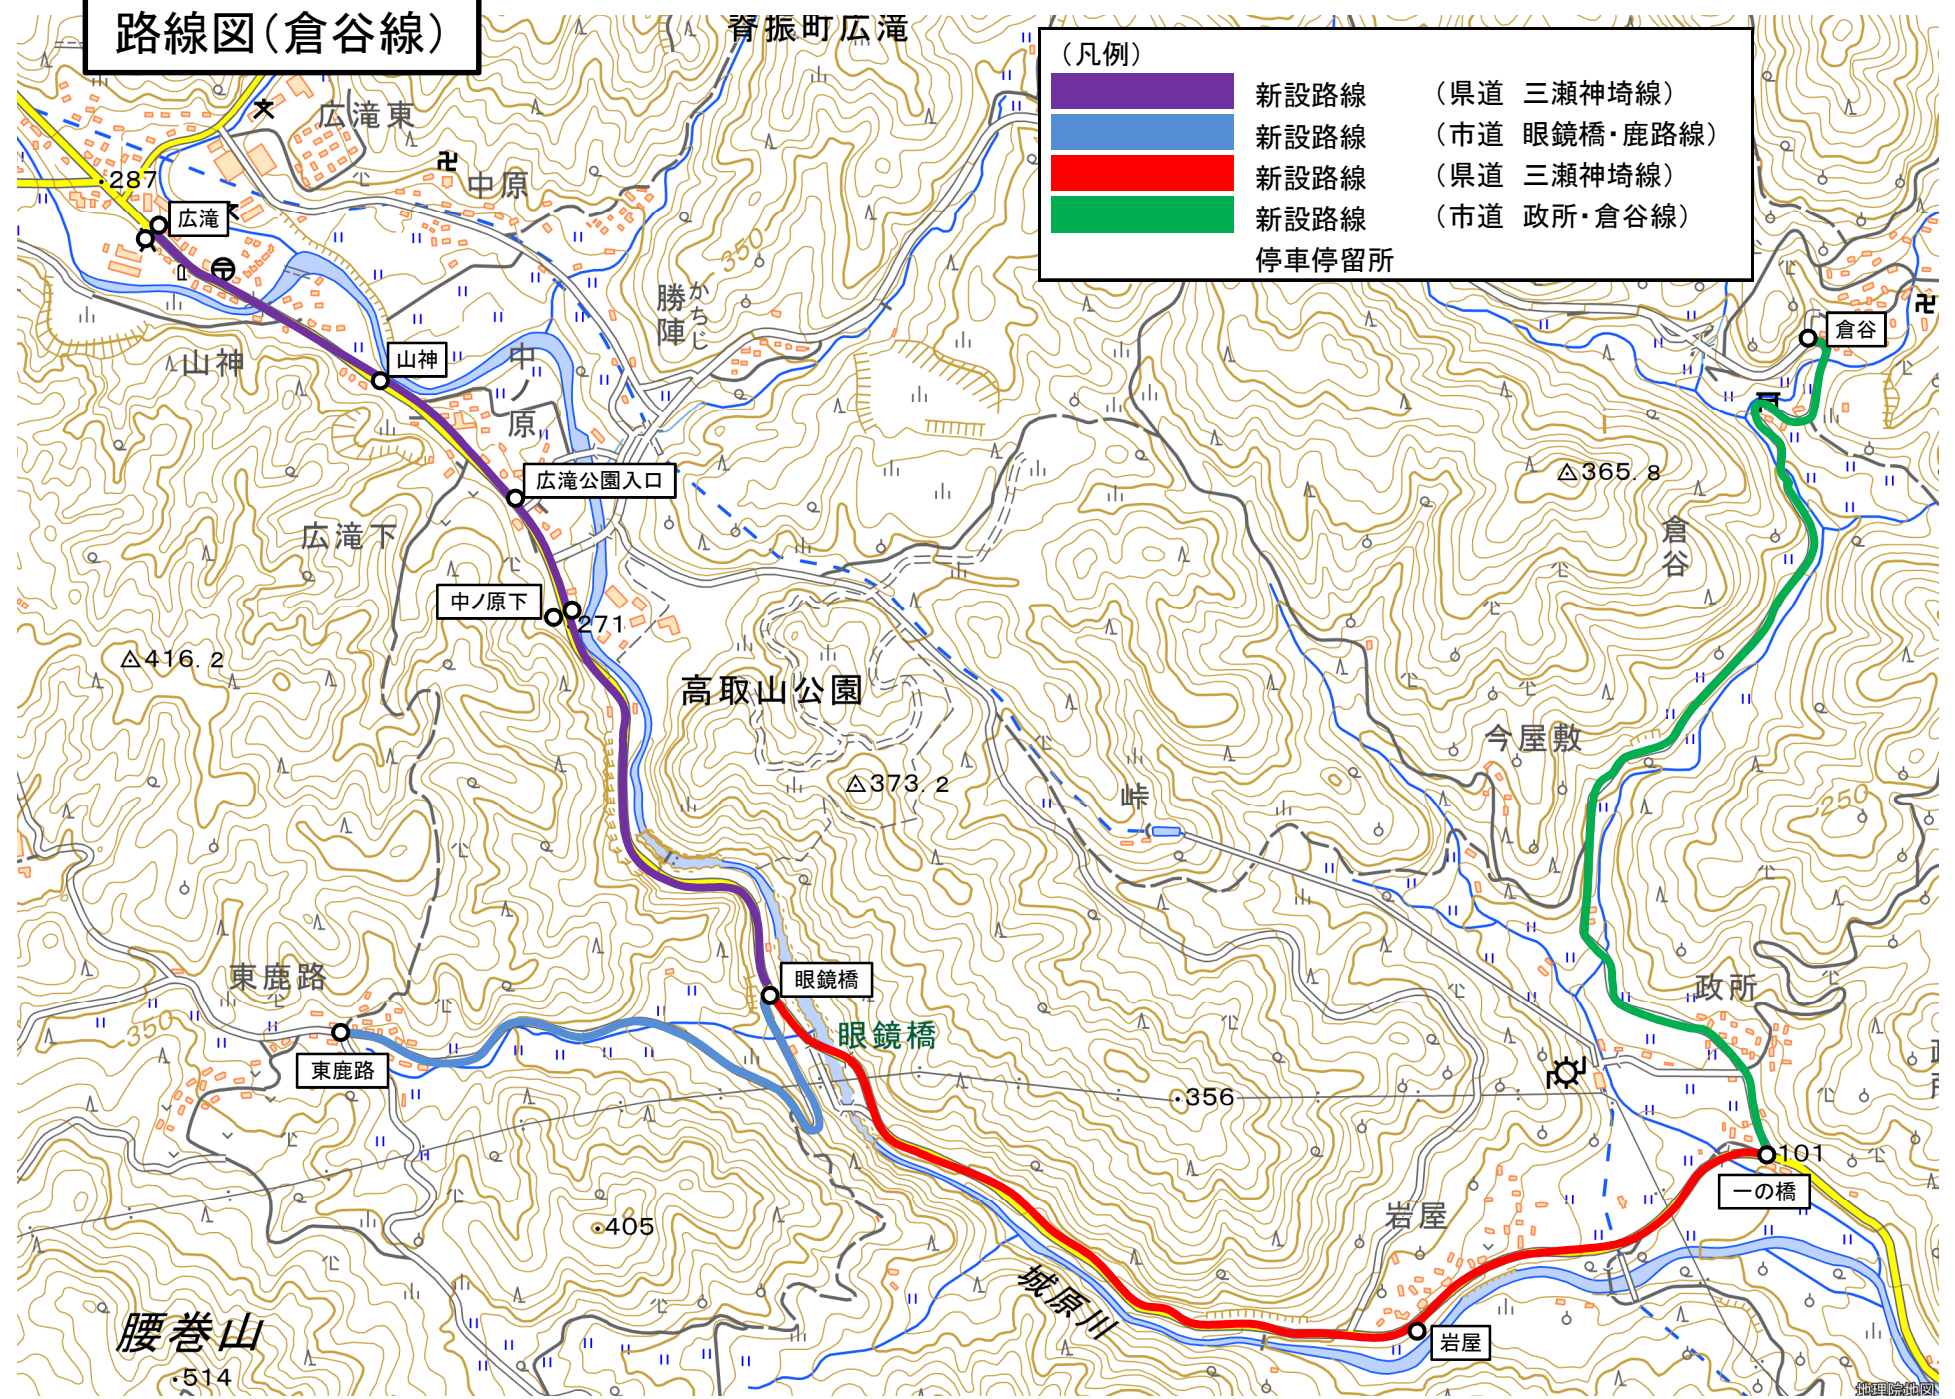 路線図(倉谷線)
脊振町広滝
(凡例)
新設路線 (県道 三瀬神埼線)
新設路線 (市道 眼鏡橋・鹿路線)
新設路線 (県道 三瀬神埼線)
新設路線 (市道 政所・倉谷線)
停車停留所
広滝東
・287
中原
広滝
勝陣
かちじ
350
山神
山神
中ノ原
倉谷
広滝公園入口
△365.8
広滝下
倉谷
中ノ原下
271
△416.2
高取山公園
今屋敷
△373.2
峠
250
東鹿路
眼鏡橋
政所
350
眼鏡橋
東鹿路
・356
・101
一の橋
岩屋
・405
城原川
腰巻山
岩屋
・514
地理院地図